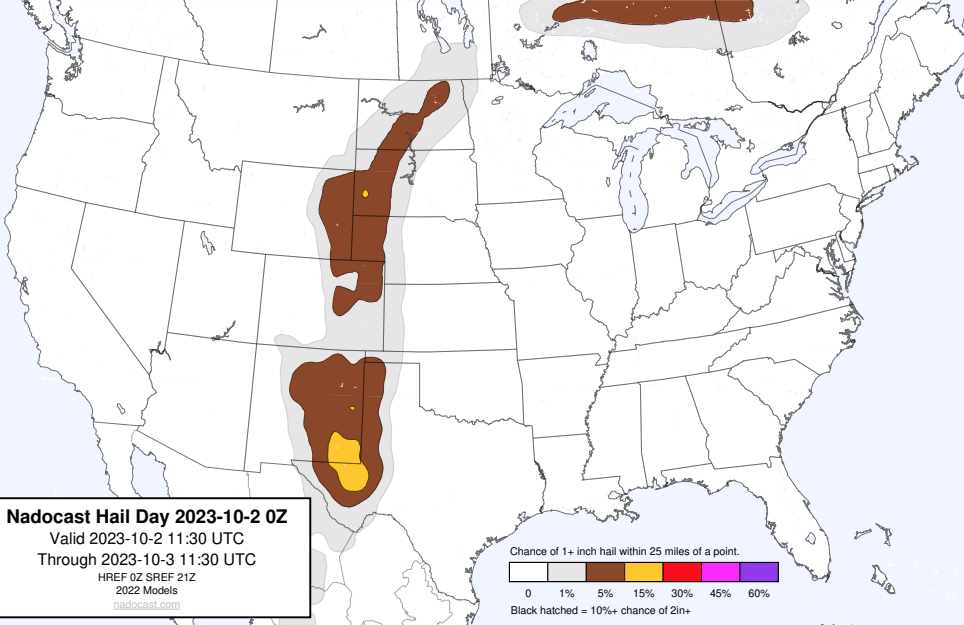 Nadocast Hail Day 2023-10-2 0Z
Valid 2023-10-2 11:30 UTC
Through 2023-10-3 11:30 UTC
HREF 0Z SREF 21Z
2022 Models
nadocast.com
Chance of 1+ inch hail within 25 miles of a point.
0 1% 5% 15% 30% 45% 60%
Black hatched = 10%+ chance of 2in+